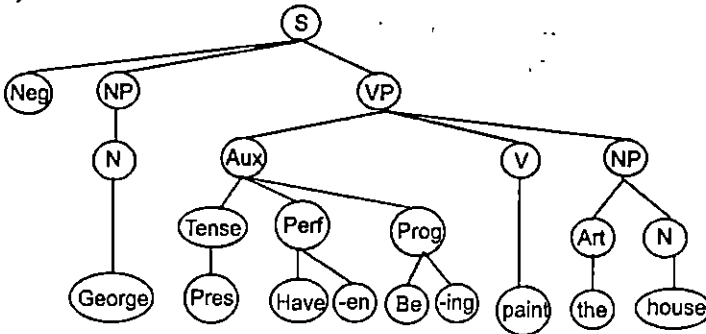 S
Neg NP VP
N Aux V NP
Tense Perf Prog Art N
George Pres Have -en Be -ing paint the house